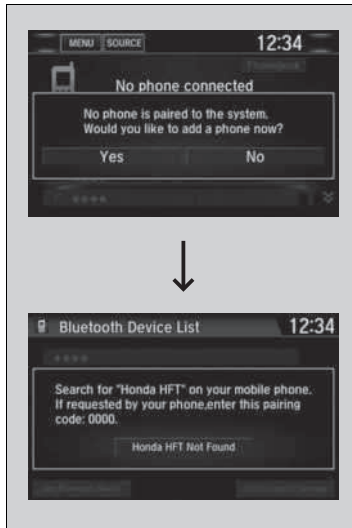 MENU SOURCE 12:34
Phonebook
No phone connected
No phone is paired to the system.
Would you like to add a phone now?
Yes No
Bluetooth Device List 12:34
Search for "Honda HFT" on your mobile phone.
If requested by your phone,enter this pairing
code: 0000.
Honda HFT Not Found